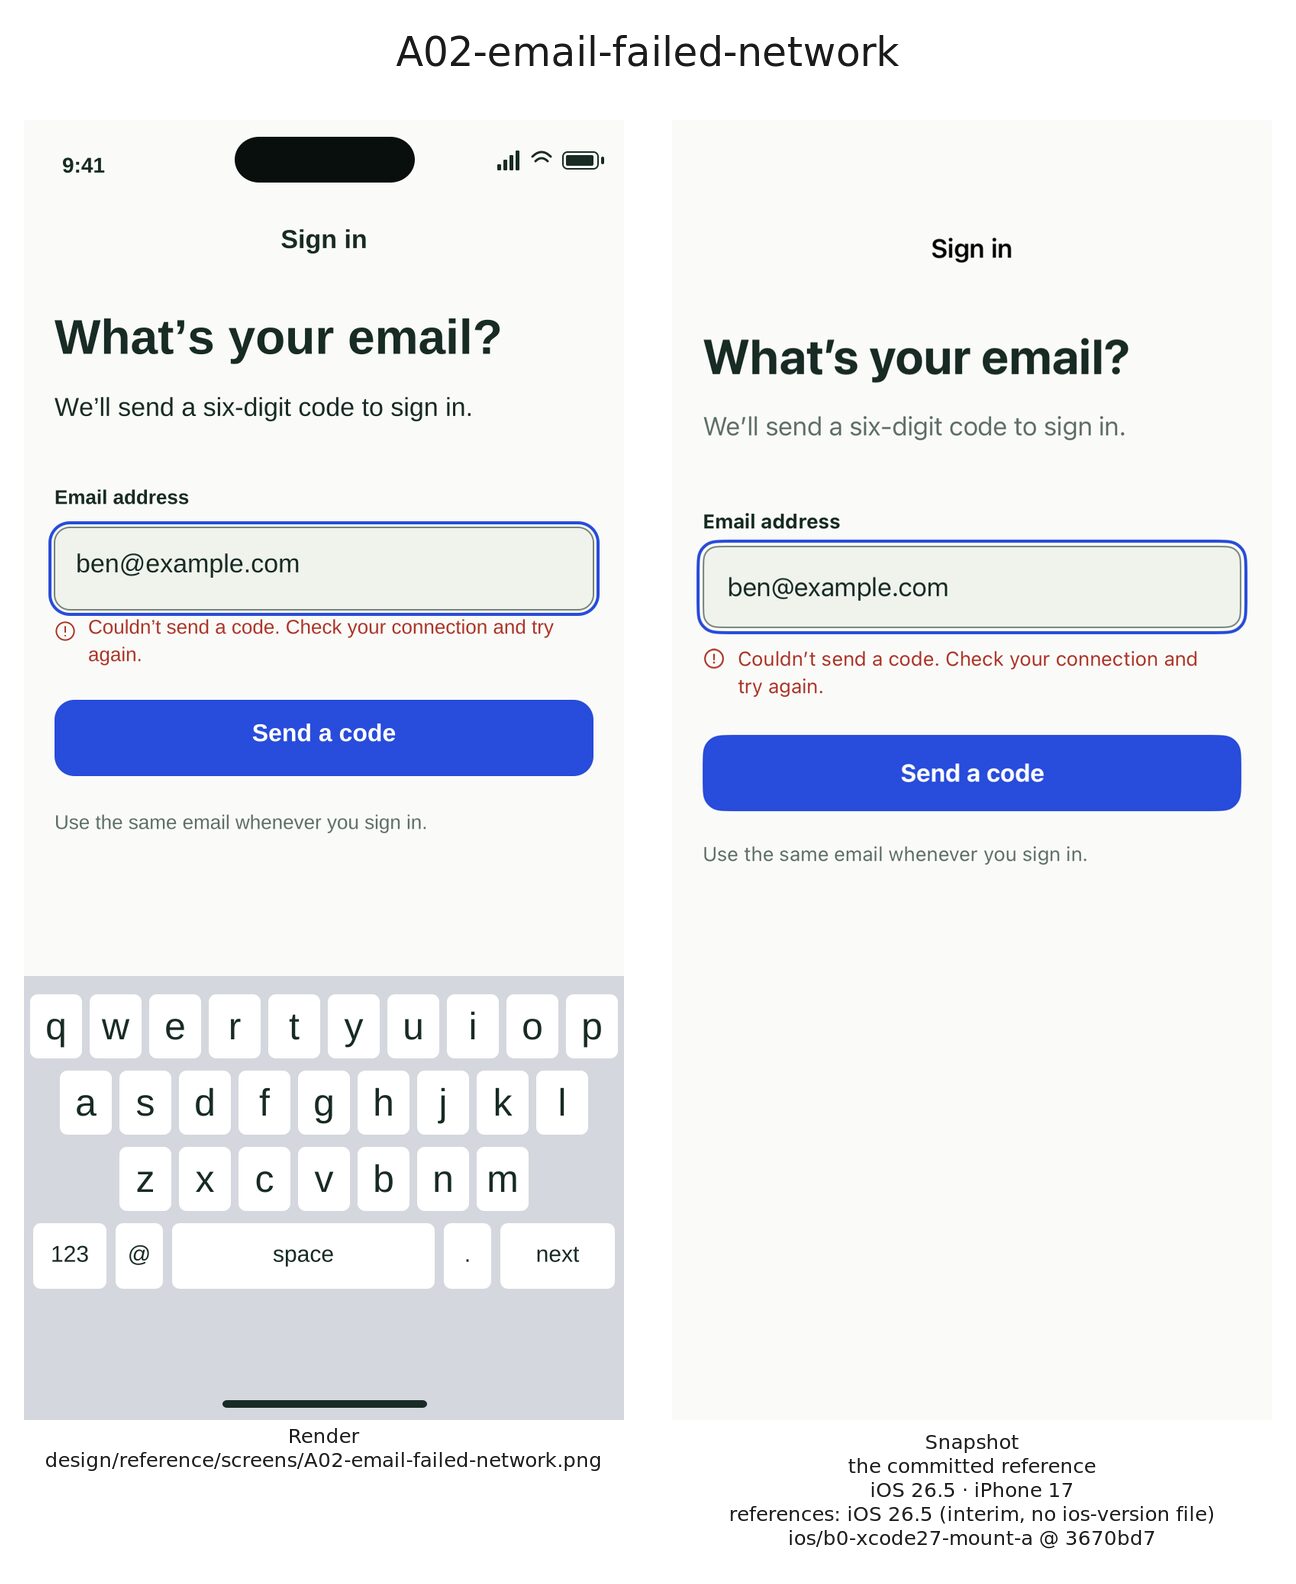 A02-email-failed-network
9:41
Sign in
What’s your email?
We’ll send a six-digit code to sign in.
Email address
ben@example.com
Couldn’t send a code. Check your connection and try
again.
Send a code
Use the same email whenever you sign in.
q w e r t y u i o p
a s d f g h j k l
z x c v b n m
123 @ space . next
Render
design/reference/screens/A02-email-failed-network.png
Sign in
What’s your email?
We’ll send a six-digit code to sign in.
Email address
ben@example.com
Couldn’t send a code. Check your connection and
try again.
Send a code
Use the same email whenever you sign in.
Snapshot
the committed reference
iOS 26.5 · iPhone 17
references: iOS 26.5 (interim, no ios-version file)
ios/b0-xcode27-mount-a @ 3670bd7